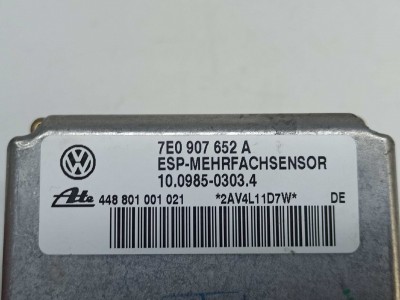 7E0 907 652 A
ESP-MEHRFACHSENSOR
10.0985-0303.4
Ate 448 801 001 021 *2AV4L11D7W* DE